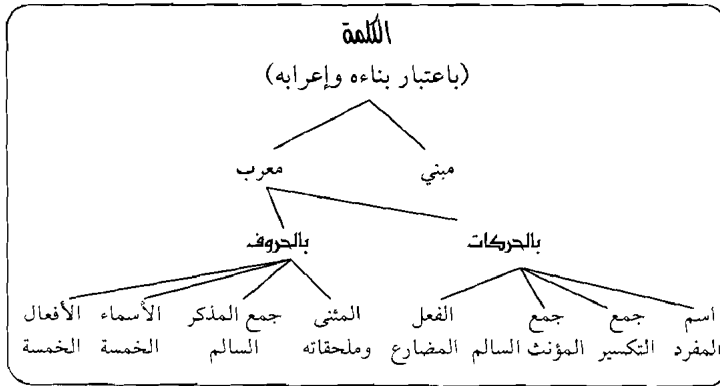 الكلمة
(باعتبار بناءه وإعرابه)
مبني معرب
بالحركات بالحروف
اسم جمع جمع الفعل المثنى جمع المذكر الأسماء الأفعال
المفرد التكسير المؤنث السالم المضارع وملحقاته السالم الخمسة الخمسة